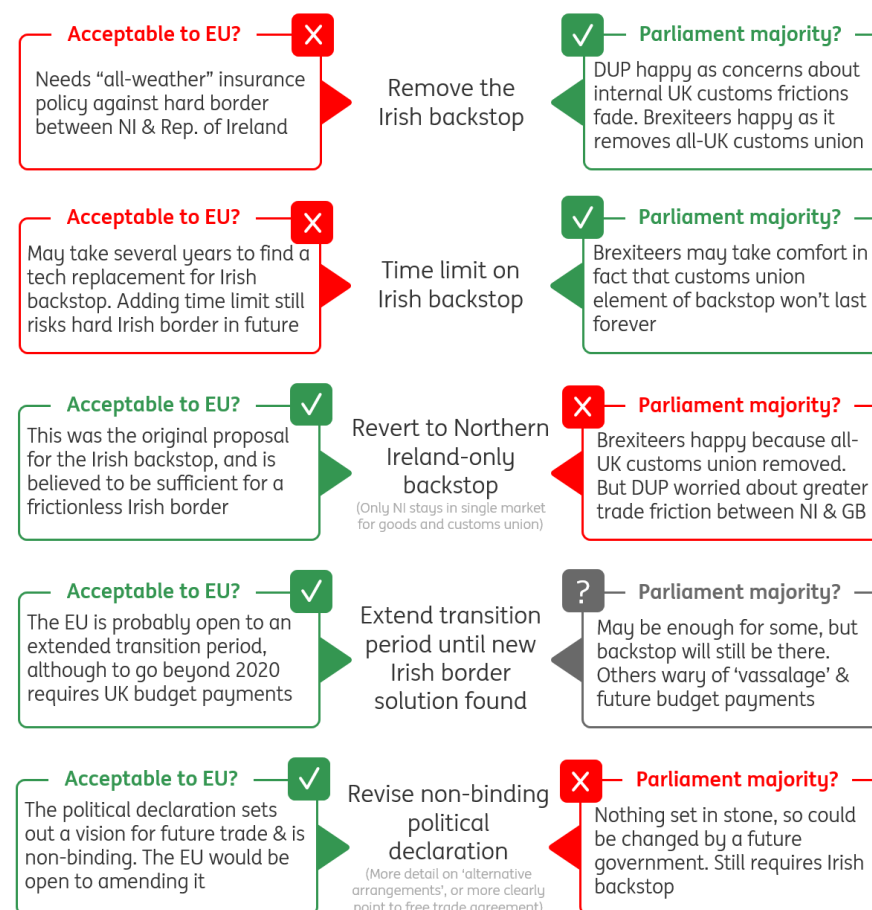 Acceptable to EU?
Needs “all-weather” insurance
policy against hard border
between NI & Rep. of Ireland
Remove the
Irish backstop
Parliament majority?
DUP happy as concerns about
internal UK customs frictions
fade. Brexiteers happy as it
removes all-UK customs union
Acceptable to EU?
May take several years to find a
tech replacement for Irish
backstop. Adding time limit still
risks hard Irish border in future
Time limit on
Irish backstop
Parliament majority?
Brexiteers may take comfort in
fact that customs union
element of backstop won’t last
forever
Acceptable to EU?
This was the original proposal
for the Irish backstop, and is
believed to be sufficient for a
frictionless Irish border
Revert to Northern
Ireland-only
backstop
(Only NI stays in single market
for goods and customs union)
Parliament majority?
Brexiteers happy because all-
UK customs union removed.
But DUP worried about greater
trade friction between NI & GB
Acceptable to EU?
The EU is probably open to an
extended transition period,
although to go beyond 2020
requires UK budget payments
Extend transition
period until new
Irish border
solution found
?
Parliament majority?
May be enough for some, but
backstop will still be there.
Others wary of ‘vassalage’ &
future budget payments
Acceptable to EU?
The political declaration sets
out a vision for future trade & is
non-binding. The EU would be
open to amending it
Revise non-binding
political
declaration
(More detail on ‘alternative
arrangements’, or more clearly
point to free trade agreement)
Parliament majority?
Nothing set in stone, so could
be changed by a future
government. Still requires Irish
backstop